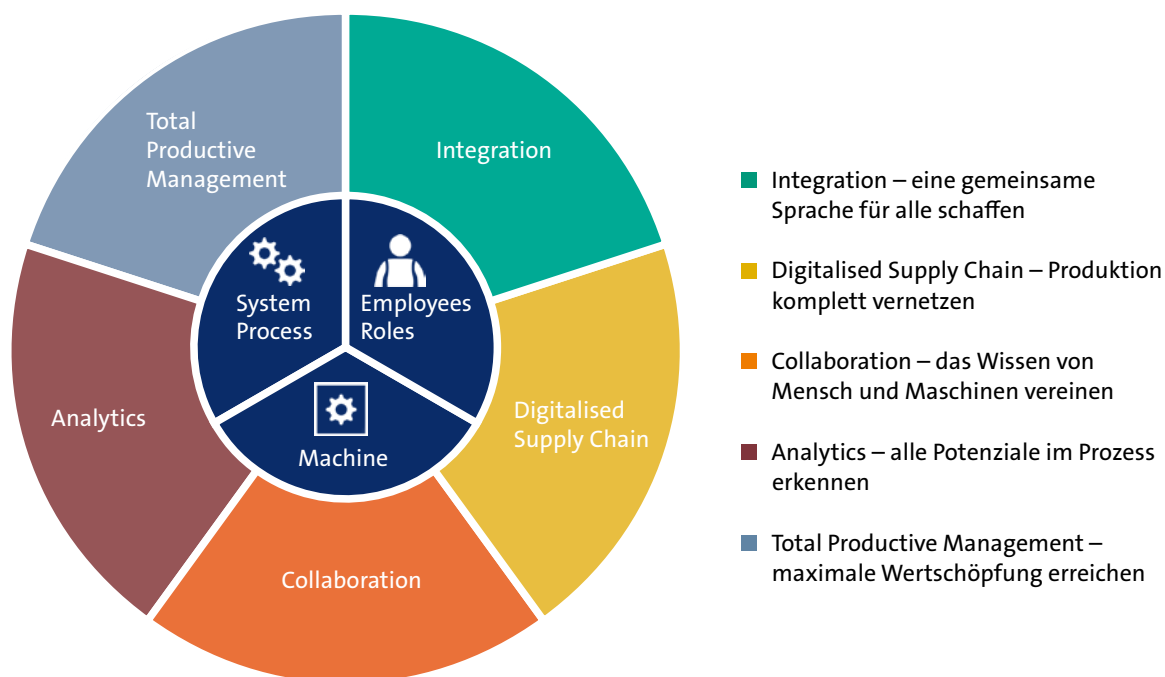 Total
Productive
Management
Integration
System
Process
Employees
Roles
Analytics
Digitalised
Supply Chain
Machine
Collaboration
Integration – eine gemeinsame
Sprache für alle schaffen
Digitalised Supply Chain – Produktion
komplett vernetzen
Collaboration – das Wissen von
Mensch und Maschinen vereinen
Analytics – alle Potenziale im Prozess
erkennen
Total Productive Management –
maximale Wertschöpfung erreichen